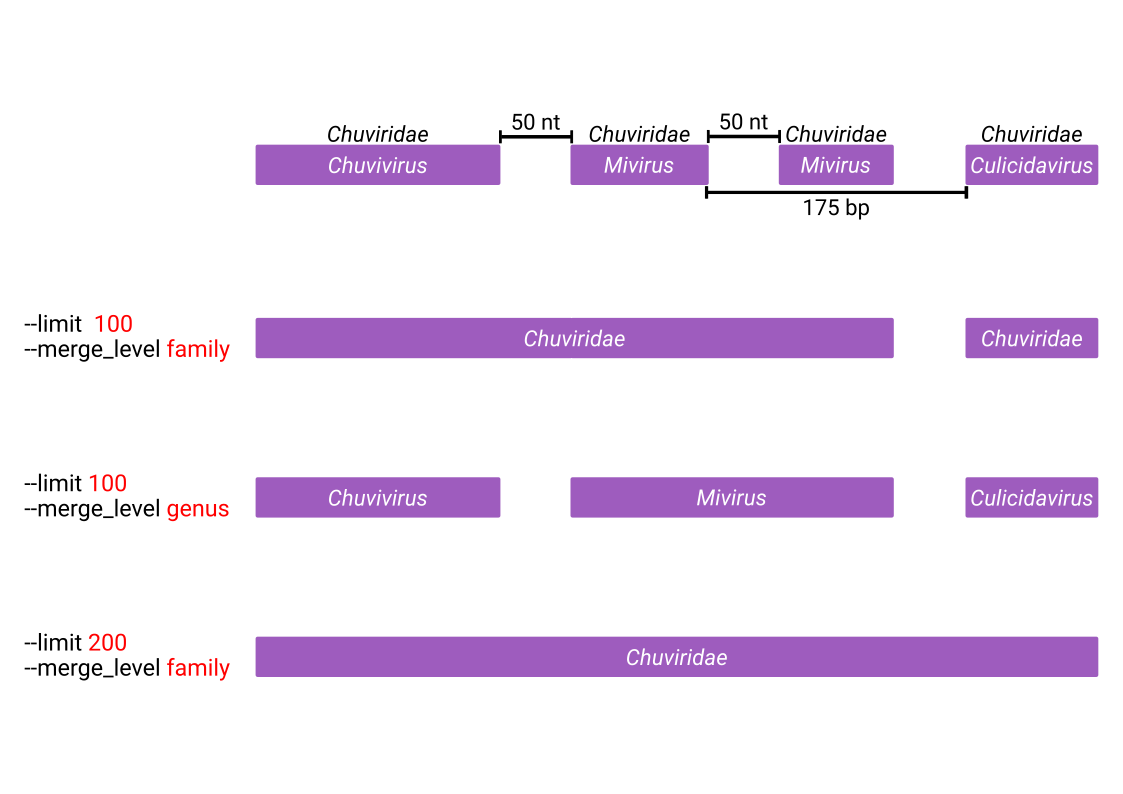 50 nt
50 nt
Chuviridae
Chuviridae
Chuviridae
Chuviridae
Chuvivirus
Mivirus
Mivirus
Culicidavirus
175 bp
--limit 100
--merge_level family
Chuviridae
Chuviridae
--limit 100
--merge_level genus
Chuvivirus
Mivirus
Culicidavirus
--limit 200
--merge_level family
Chuviridae